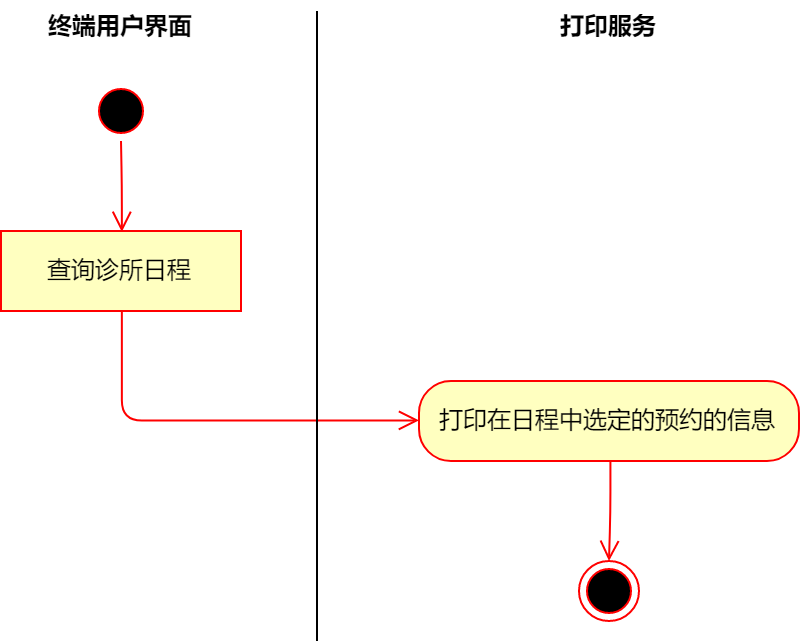 终端用户界面
打印服务
查询诊所日程
打印在日程中选定的预约的信息